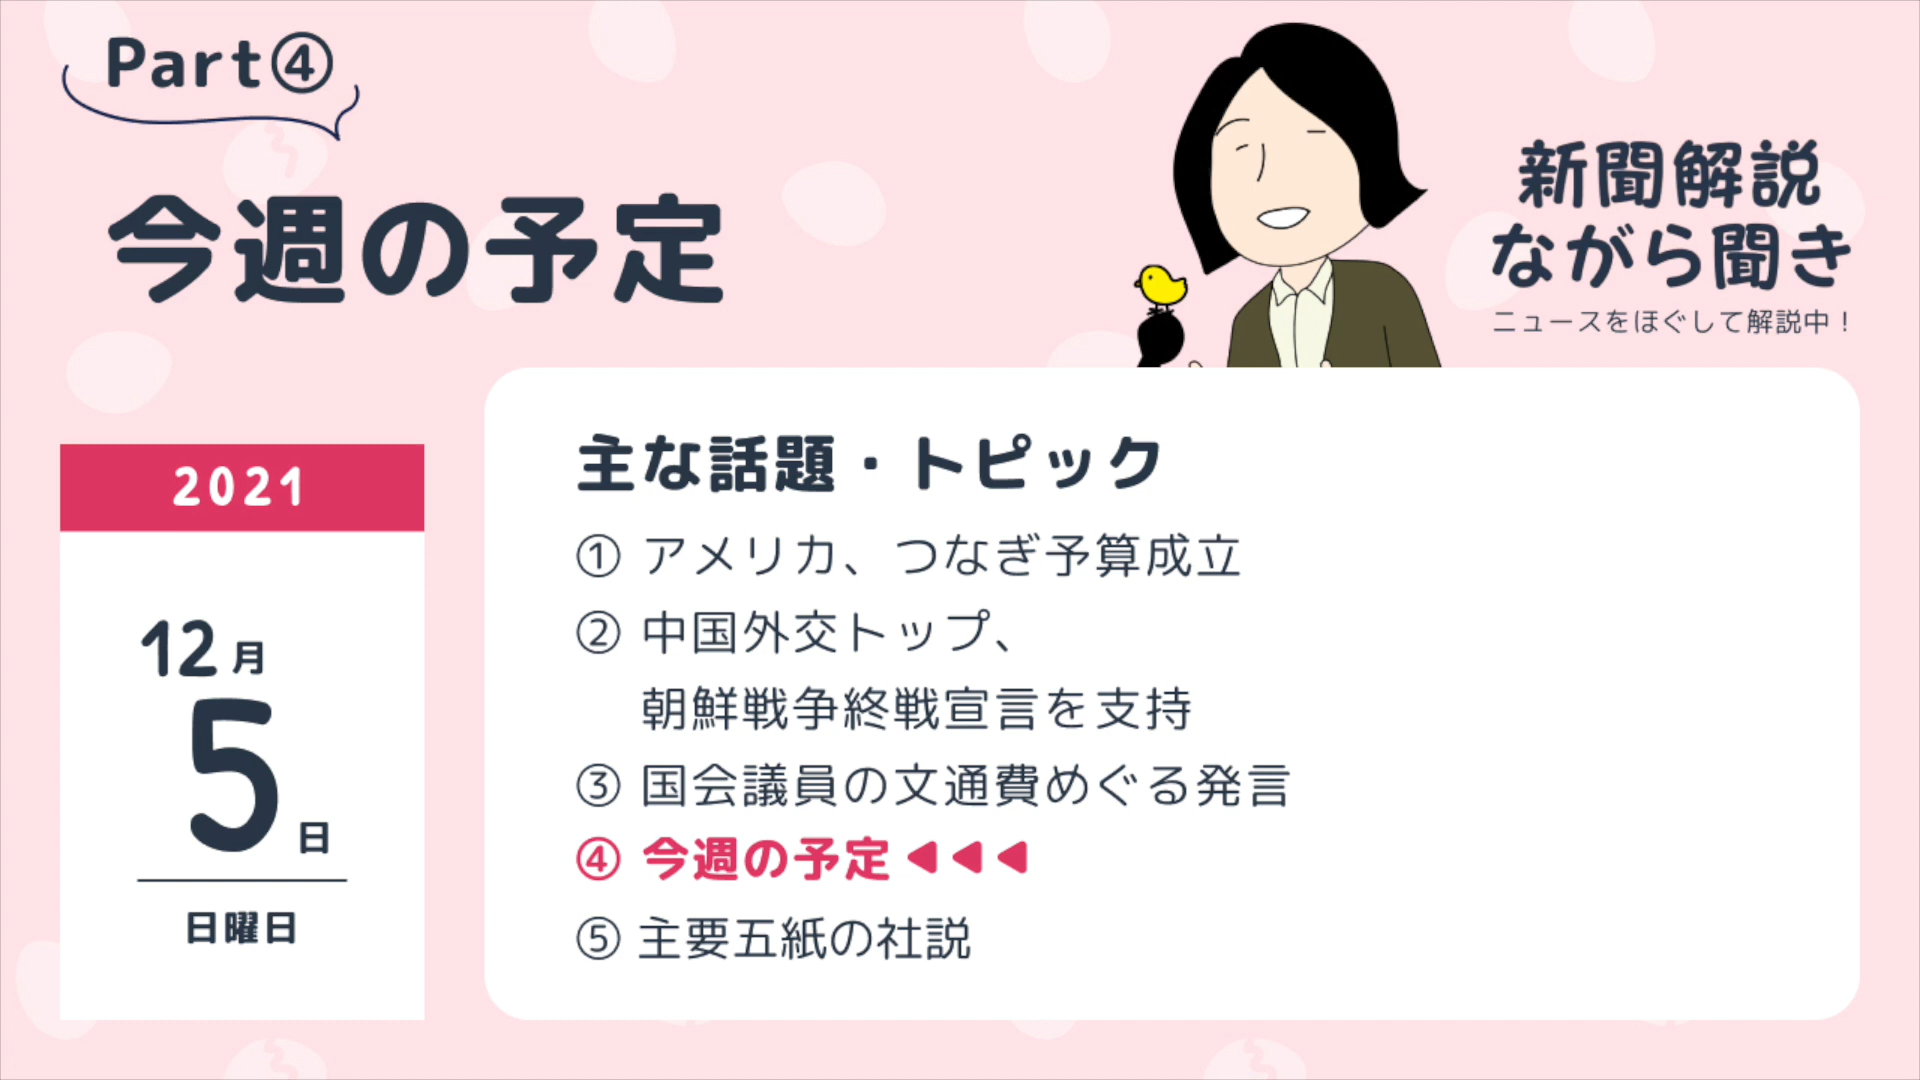 Part④
今週の予定
新聞解説
ながら聞き
ニュースをほぐして解説中！
2021
12月
5日
日曜日
主な話題・トピック
① アメリカ、つなぎ予算成立
② 中国外交トップ、
朝鮮戦争終戦宣言を支持
③ 国会議員の文通費めぐる発言
④ 今週の予定◀◀◀
⑤ 主要五紙の社説